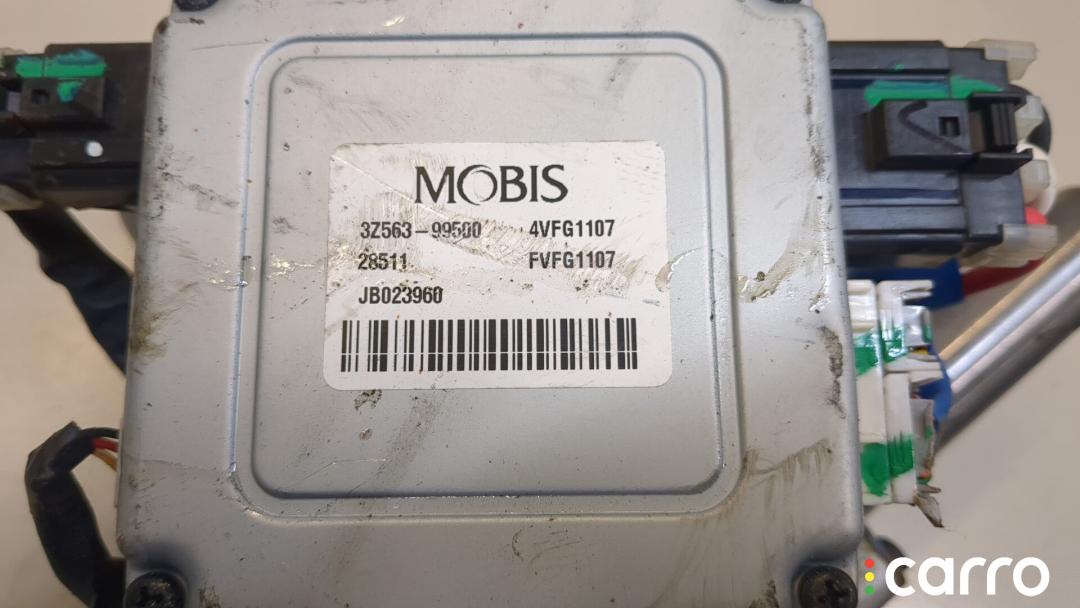 MOBIS
3Z563-99500 4VFG1107
28511 FVFG1107
JB023960
carro